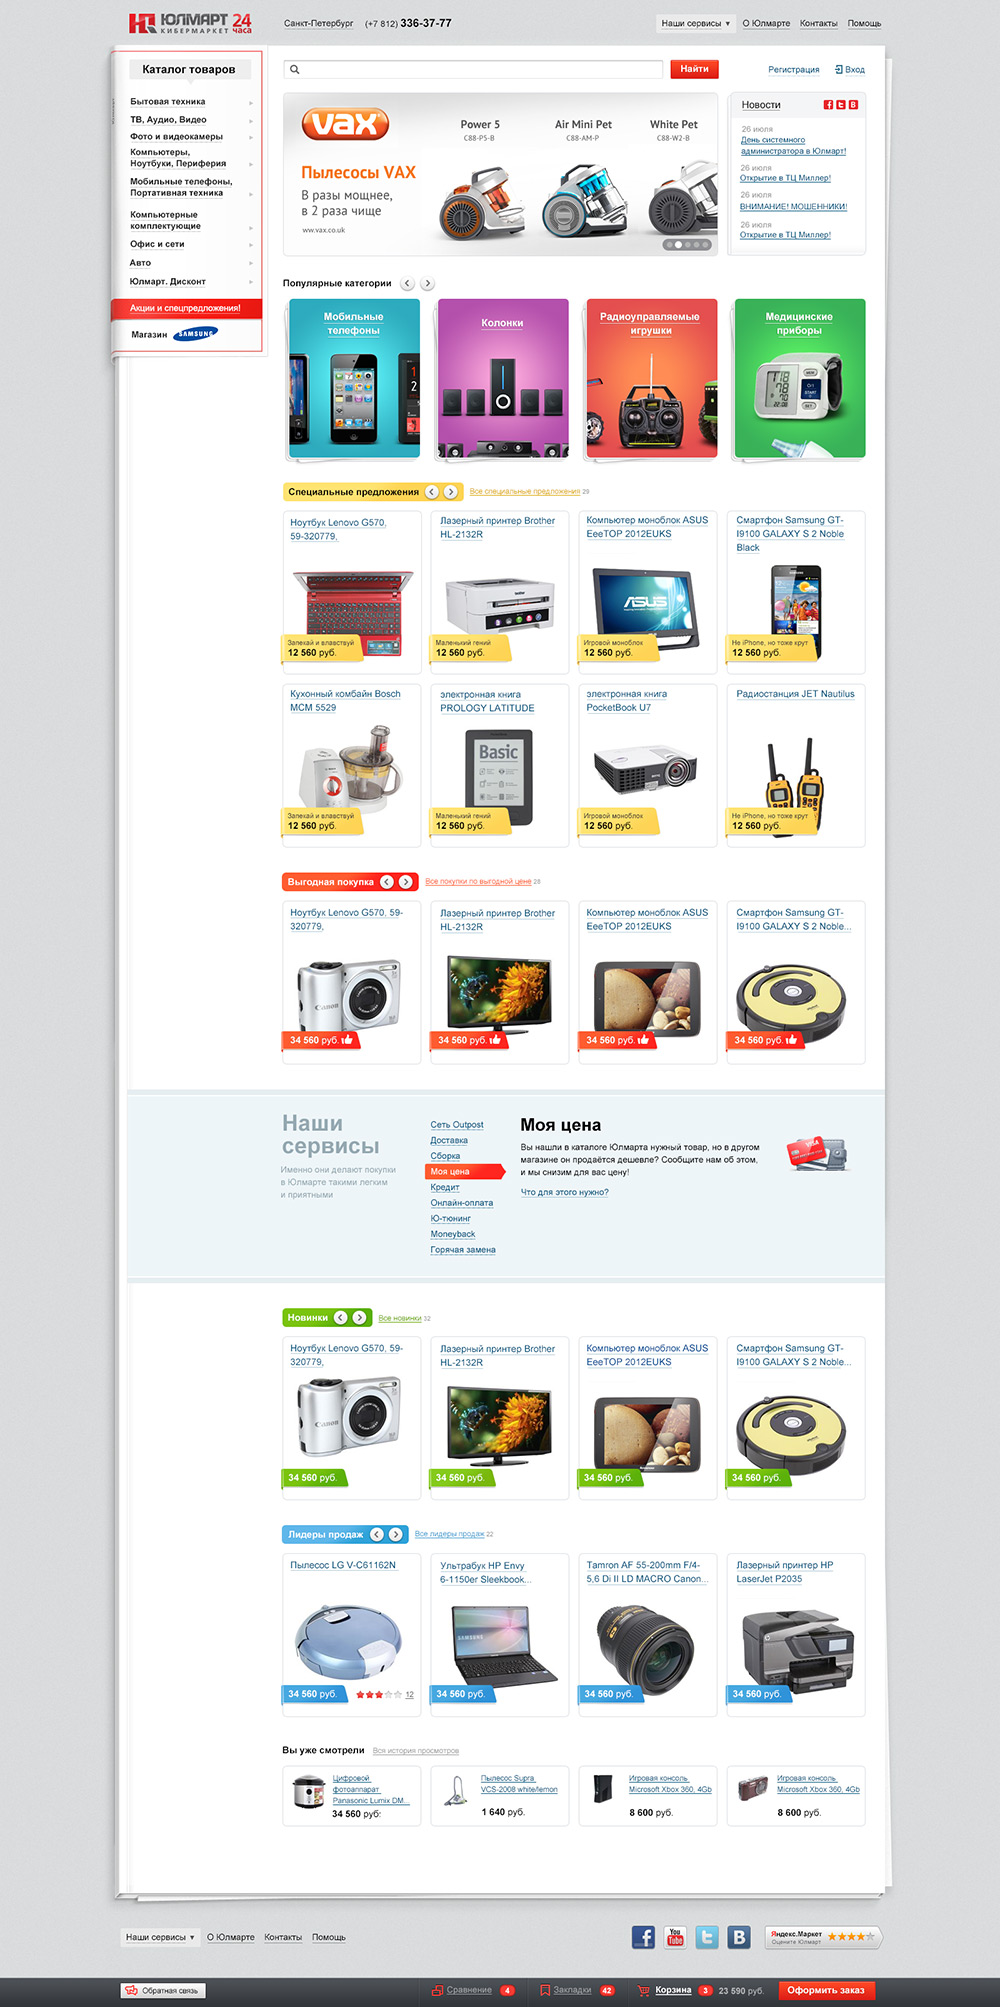 ЮЛМАРТ 24 часа
КИБЕРМАРКЕТ
Санкт-Петербург (+7 812) 336-37-77
Наши сервисы ▾ О Юлмарте Контакты Помощь
Каталог товаров
Бытовая техника
ТВ, Аудио, Видео
Фото и видеокамеры
Компьютеры,
Ноутбуки, Периферия
Мобильные телефоны,
Портативная техника
Компьютерные
комплектующие
Офис и сети
Авто
Юлмарт. Дисконт
Акции и спецпредложения!
Магазин SAMSUNG
Найти
Регистрация Вход
vax
Пылесосы VAX
В разы мощнее,
в 2 раза чище
ww.vax.co.uk
Power 5
C88-P5-B
Air Mini Pet
C88-AM-P
White Pet
C88-W2-B
Новости
26 июля
День системного
администратора в Юлмарт!
26 июля
Открытие в ТЦ Миллер!
26 июля
ВНИМАНИЕ! МОШЕННИКИ!
26 июля
Открытие в ТЦ Миллер!
Популярные категории
Мобильные
телефоны
Колонки
Радиоуправляемые
игрушки
Медицинские
приборы
Специальные предложения Все специальные предложения 29
Ноутбук Lenovo G570,
59-320779,
Запекай и влавствуй
12 560 руб.
Лазерный принтер Brother
HL-2132R
Маленький гений
12 560 руб.
Компьютер моноблок ASUS
EeeTOP 2012EUKS
ASUS
Игровой моноблок
12 560 руб.
Смартфон Samsung GT-
I9100 GALAXY S 2 Noble
Black
Не iPhone, но тоже крут
12 560 руб.
Кухонный комбайн Bosch
MCM 5529
Запекай и влавствуй
12 560 руб.
электронная книга
PROLOGY LATITUDE
Basic
Маленький гений
12 560 руб.
электронная книга
PocketBook U7
Игровой моноблок
12 560 руб.
Радиостанция JET Nautilus
Не iPhone, но тоже крут
12 560 руб.
Выгодная покупка Все покупки по выгодной цене 28
Ноутбук Lenovo G570, 59-
320779,
Canon
34 560 руб.
Лазерный принтер Brother
HL-2132R
34 560 руб.
Компьютер моноблок ASUS
EeeTOP 2012EUKS
34 560 руб.
Смартфон Samsung GT-
I9100 GALAXY S 2 Noble...
34 560 руб.
Наши
сервисы
Именно они делают покупки
в Юлмарте такими легким
и приятными
Сеть Outpost
Доставка
Сборка
Моя цена
Кредит
Онлайн-оплата
Ю-тюнинг
Moneyback
Горячая замена
Моя цена
Вы нашли в каталоге Юлмарта нужный товар, но в другом
магазине он продаётся дешевле? Сообщите нам об этом,
и мы снизим для вас цену!
Что для этого нужно?
VISA
Новинки Все новинки 32
Ноутбук Lenovo G570, 59-
320779,
Canon
34 560 руб.
Лазерный принтер Brother
HL-2132R
34 560 руб.
Компьютер моноблок ASUS
EeeTOP 2012EUKS
34 560 руб.
Смартфон Samsung GT-
I9100 GALAXY S 2 Noble...
34 560 руб.
Лидеры продаж Все лидеры продаж 22
Пылесос LG V-C61162N
34 560 руб. 12
Ультрабук HP Envy
6-1150er Sleekbook...
SAMSUNG
34 560 руб.
Tamron AF 55-200mm F/4-
5,6 Di II LD MACRO Canon...
34 560 руб.
Лазерный принтер HP
LaserJet P2035
34 560 руб.
Вы уже смотрели Вся история просмотров
Цифровой
фотоаппарат
Panasonic Lumix DM...
34 560 руб.
Пылесос Supra
VCS-2008 white/lemon
1 640 руб.
Игровая консоль
Microsoft Xbox 360, 4Gb
8 600 руб.
Игровая консоль
Microsoft Xbox 360, 4Gb
8 600 руб.
Наши сервисы ▾ О Юлмарте Контакты Помощь
f You Tube t В
Яндекс.Маркет
Оцените Юлмарт
Обратная связь
Сравнение 4 Закладки 42 Корзина 3 23 590 руб. Оформить заказ